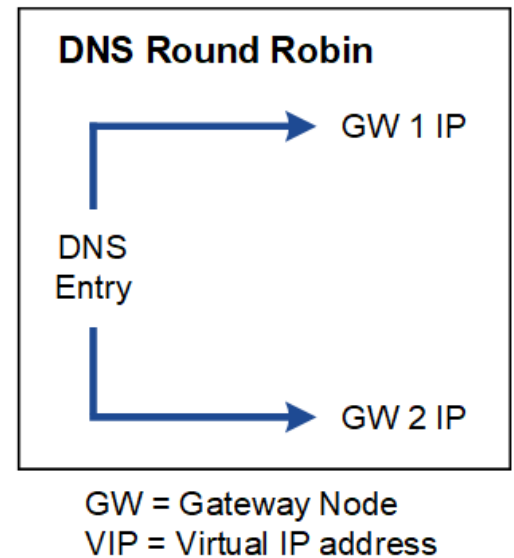 DNS Round Robin
GW 1 IP
DNS
Entry
GW 2 IP
GW = Gateway Node
VIP = Virtual IP address